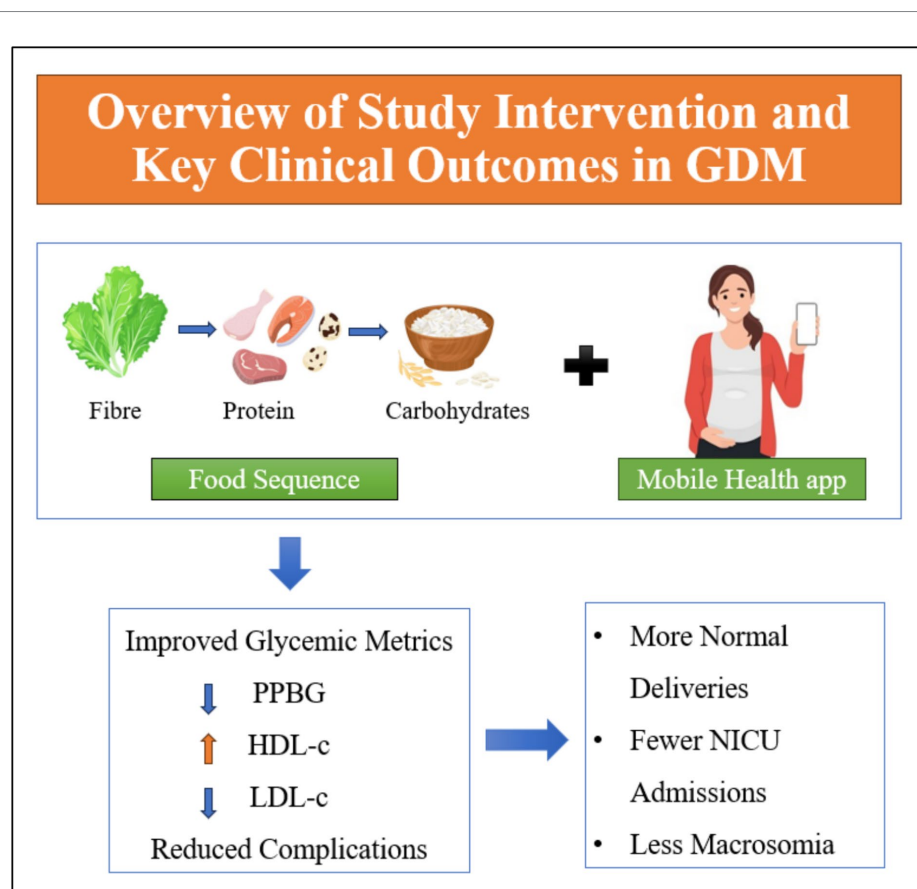 Overview of Study Intervention and
Key Clinical Outcomes in GDM
Fibre
Protein
Carbohydrates
Food Sequence
Mobile Health app
Improved Glycemic Metrics
PPBG
HDL-c
LDL-c
Reduced Complications
• More Normal
Deliveries
• Fewer NICU
Admissions
• Less Macrosomia